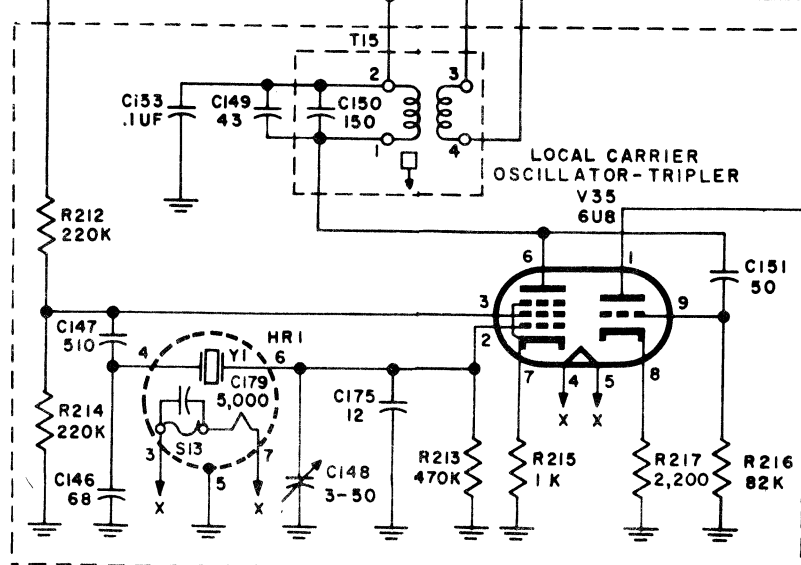 T15
2
3
C153
.1UF
C149
43
C150
150
1
4
LOCAL CARRIER
OSCILLATOR-TRIPLER
V35
6U8
R212
220K
6
1
C151
50
3
9
2
C147
510
HR1
4
Y1
6
C179
5,000
7
4
5
8
X
X
C175
12
R214
220K
S13
3
7
5
X
X
C146
68
C148
3-50
R213
470K
R215
1K
R217
2,200
R216
82K